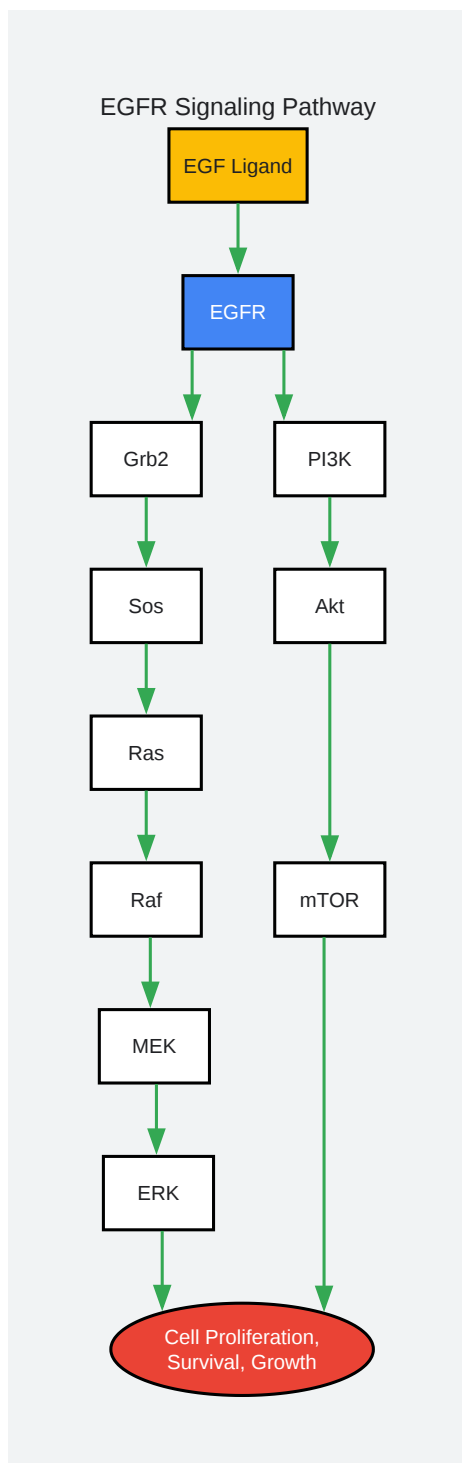 EGFR Signaling Pathway
EGF Ligand
EGFR
Grb2
PI3K
Sos
Akt
Ras
Raf
mTOR
MEK
ERK
Cell Proliferation,
Survival, Growth